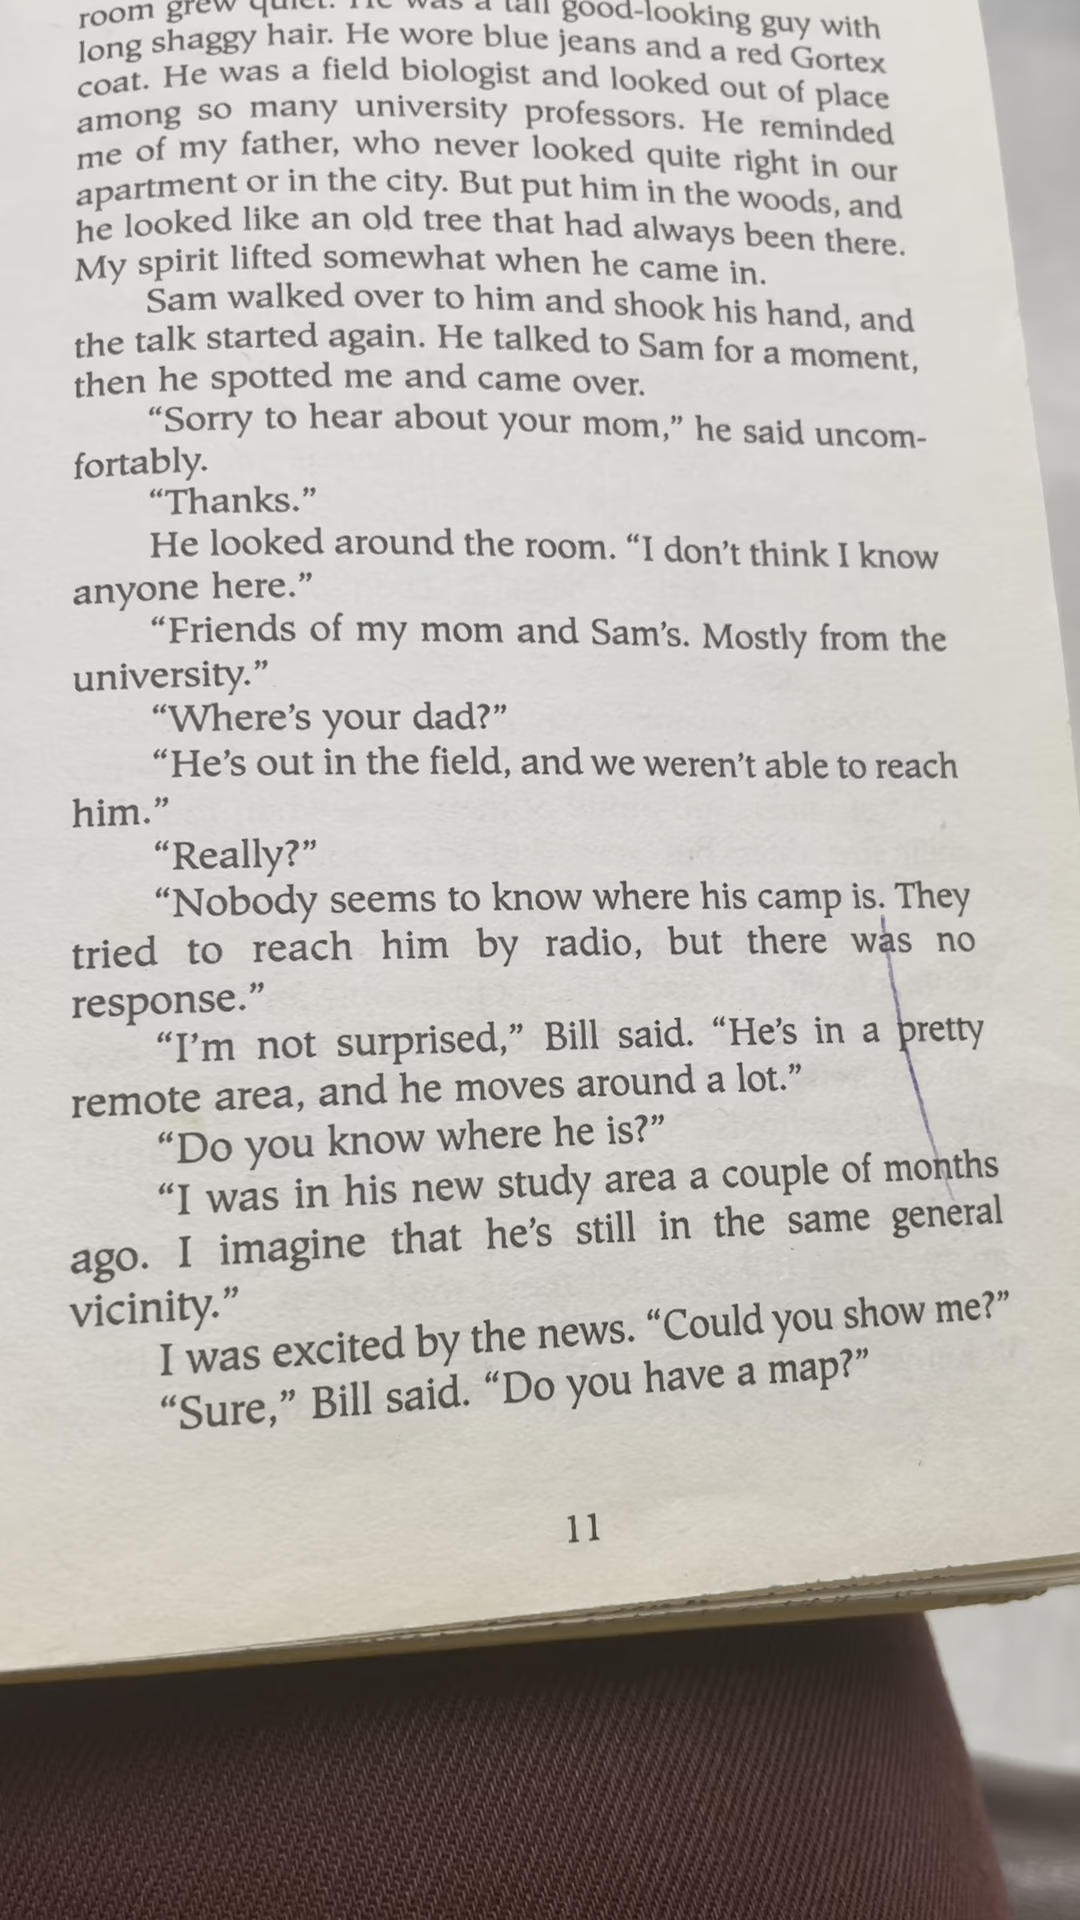 room grew quiet. He was a tall good-looking guy with
long shaggy hair. He wore blue jeans and a red Gortex
coat. He was a field biologist and looked out of place
among so many university professors. He reminded
me of my father, who never looked quite right in our
apartment or in the city. But put him in the woods, and
he looked like an old tree that had always been there.
My spirit lifted somewhat when he came in.
Sam walked over to him and shook his hand, and
the talk started again. He talked to Sam for a moment,
then he spotted me and came over.
“Sorry to hear about your mom,” he said uncom-
fortably.
“Thanks.”
He looked around the room. “I don’t think I know
anyone here.”
“Friends of my mom and Sam’s. Mostly from the
university.”
“Where’s your dad?”
“He’s out in the field, and we weren’t able to reach
him.”
“Really?”
“Nobody seems to know where his camp is. They
tried to reach him by radio, but there was no
response.”
“I’m not surprised,” Bill said. “He’s in a pretty
remote area, and he moves around a lot.”
“Do you know where he is?”
“I was in his new study area a couple of months
ago. I imagine that he’s still in the same general
vicinity.”
I was excited by the news. “Could you show me?”
“Sure,” Bill said. “Do you have a map?”
11